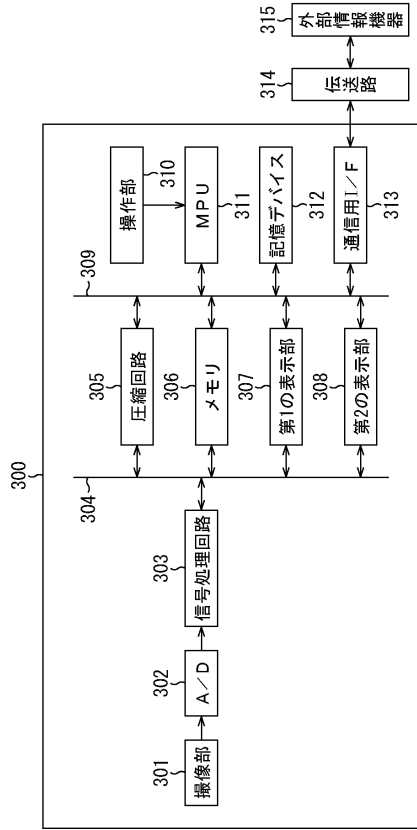 300
301
撮像部
302
A/D
303
信号処理回路
304
305
圧縮回路
306
メモリ
307
第1の表示部
308
第2の表示部
309
操作部
310
MPU
311
記憶デバイス
312
通信用I/F
313
314
伝送路
315
外部情報機器